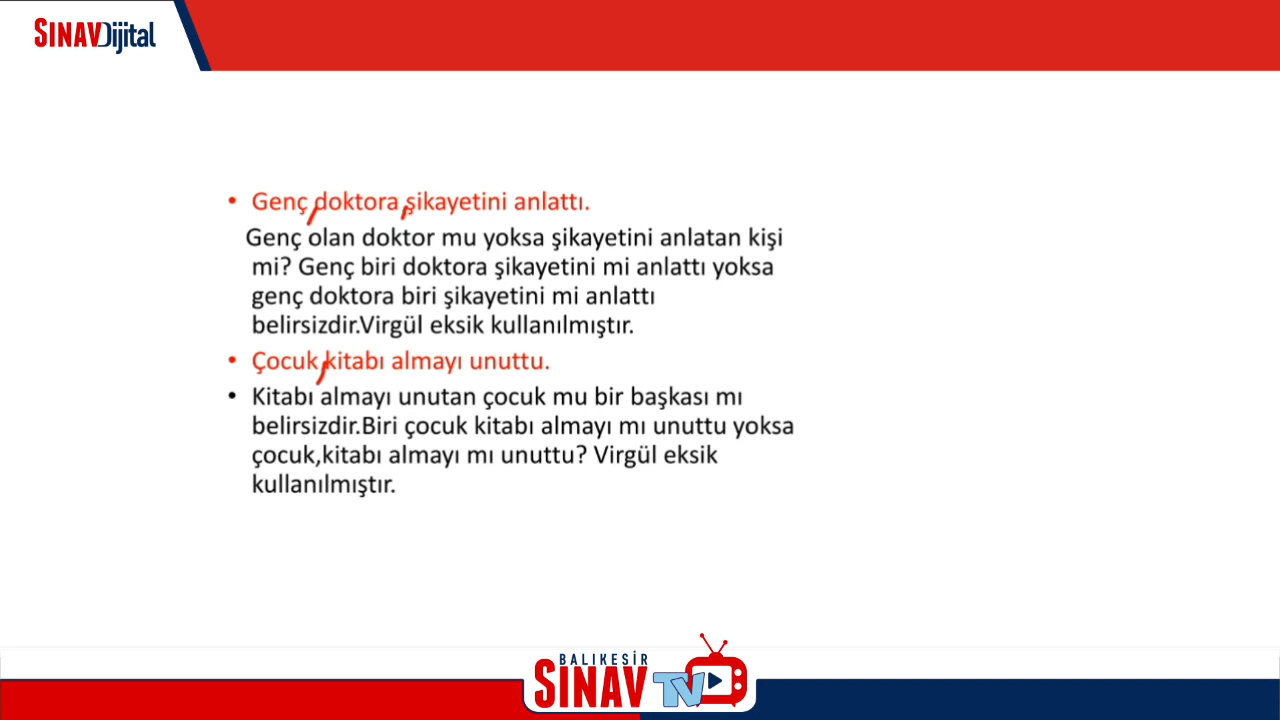 SINAVDijital
• Genç, doktora, şikayetini anlattı.
Genç olan doktor mu yoksa şikayetini anlatan kişi
mi? Genç biri doktora şikayetini mi anlattı yoksa
genç doktora biri şikayetini mi anlattı
belirsizdir.Virgül eksik kullanılmıştır.
• Çocuk,kitabı almayı unuttu.
• Kitabı almayı unutan çocuk mu bir başkası mı
belirsizdir.Biri çocuk kitabı almayı mı unuttu yoksa
çocuk,kitabı almayı mı unuttu? Virgül eksik
kullanılmıştır.
BALIKESİR
SINAV TV